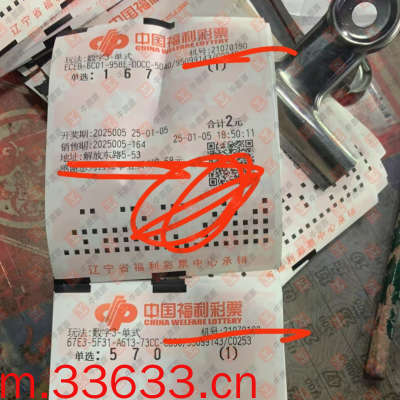 中国福利彩票
CHINA WELFARE LOTTERY
玩法:数字3-单式 机号:21070190
单选: 1 6 7 (1)
合计2元
开奖期:2025005 25-01-05 25-01-05 18:50:11
销售期:2025005-164
地址:解放东路5-53
辽宁省福利彩票中心承销
中国福利彩票
CHINA WELFARE LOTTERY
玩法:数字3-单式 机号:21070190
单选: 5 7 0 (1)
m.33633.cn